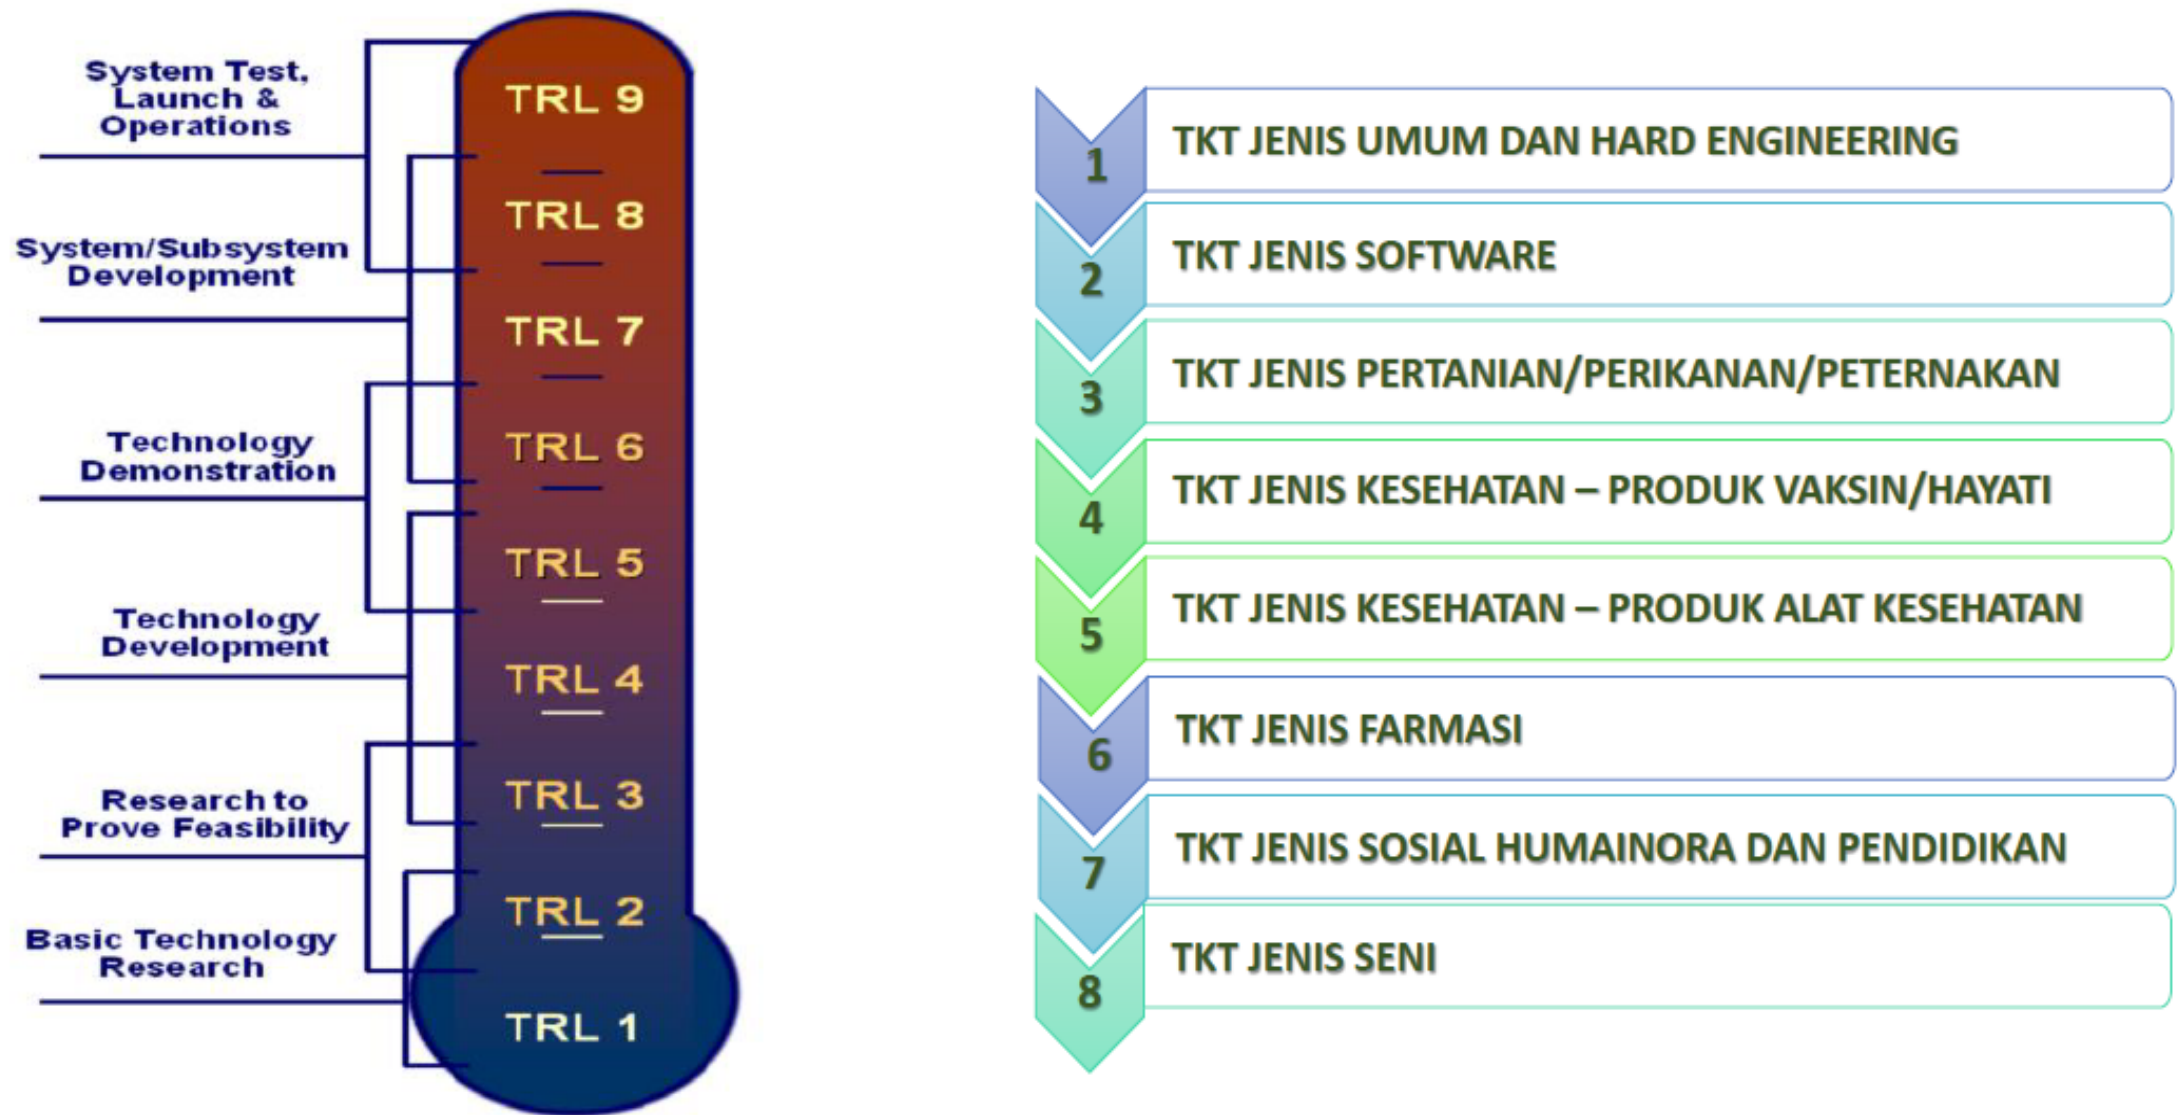 System Test,
Launch &
Operations
System/Subsystem
Development
Technology
Demonstration
Technology
Development
Research to
Prove Feasibility
Basic Technology
Research
TRL 9
TRL 8
TRL 7
TRL 6
TRL 5
TRL 4
TRL 3
TRL 2
TRL 1
1 TKT JENIS UMUM DAN HARD ENGINEERING
2 TKT JENIS SOFTWARE
3 TKT JENIS PERTANIAN/PERIKANAN/PETERNAKAN
4 TKT JENIS KESEHATAN – PRODUK VAKSIN/HAYATI
5 TKT JENIS KESEHATAN – PRODUK ALAT KESEHATAN
6 TKT JENIS FARMASI
7 TKT JENIS SOSIAL HUMAINORA DAN PENDIDIKAN
8 TKT JENIS SENI